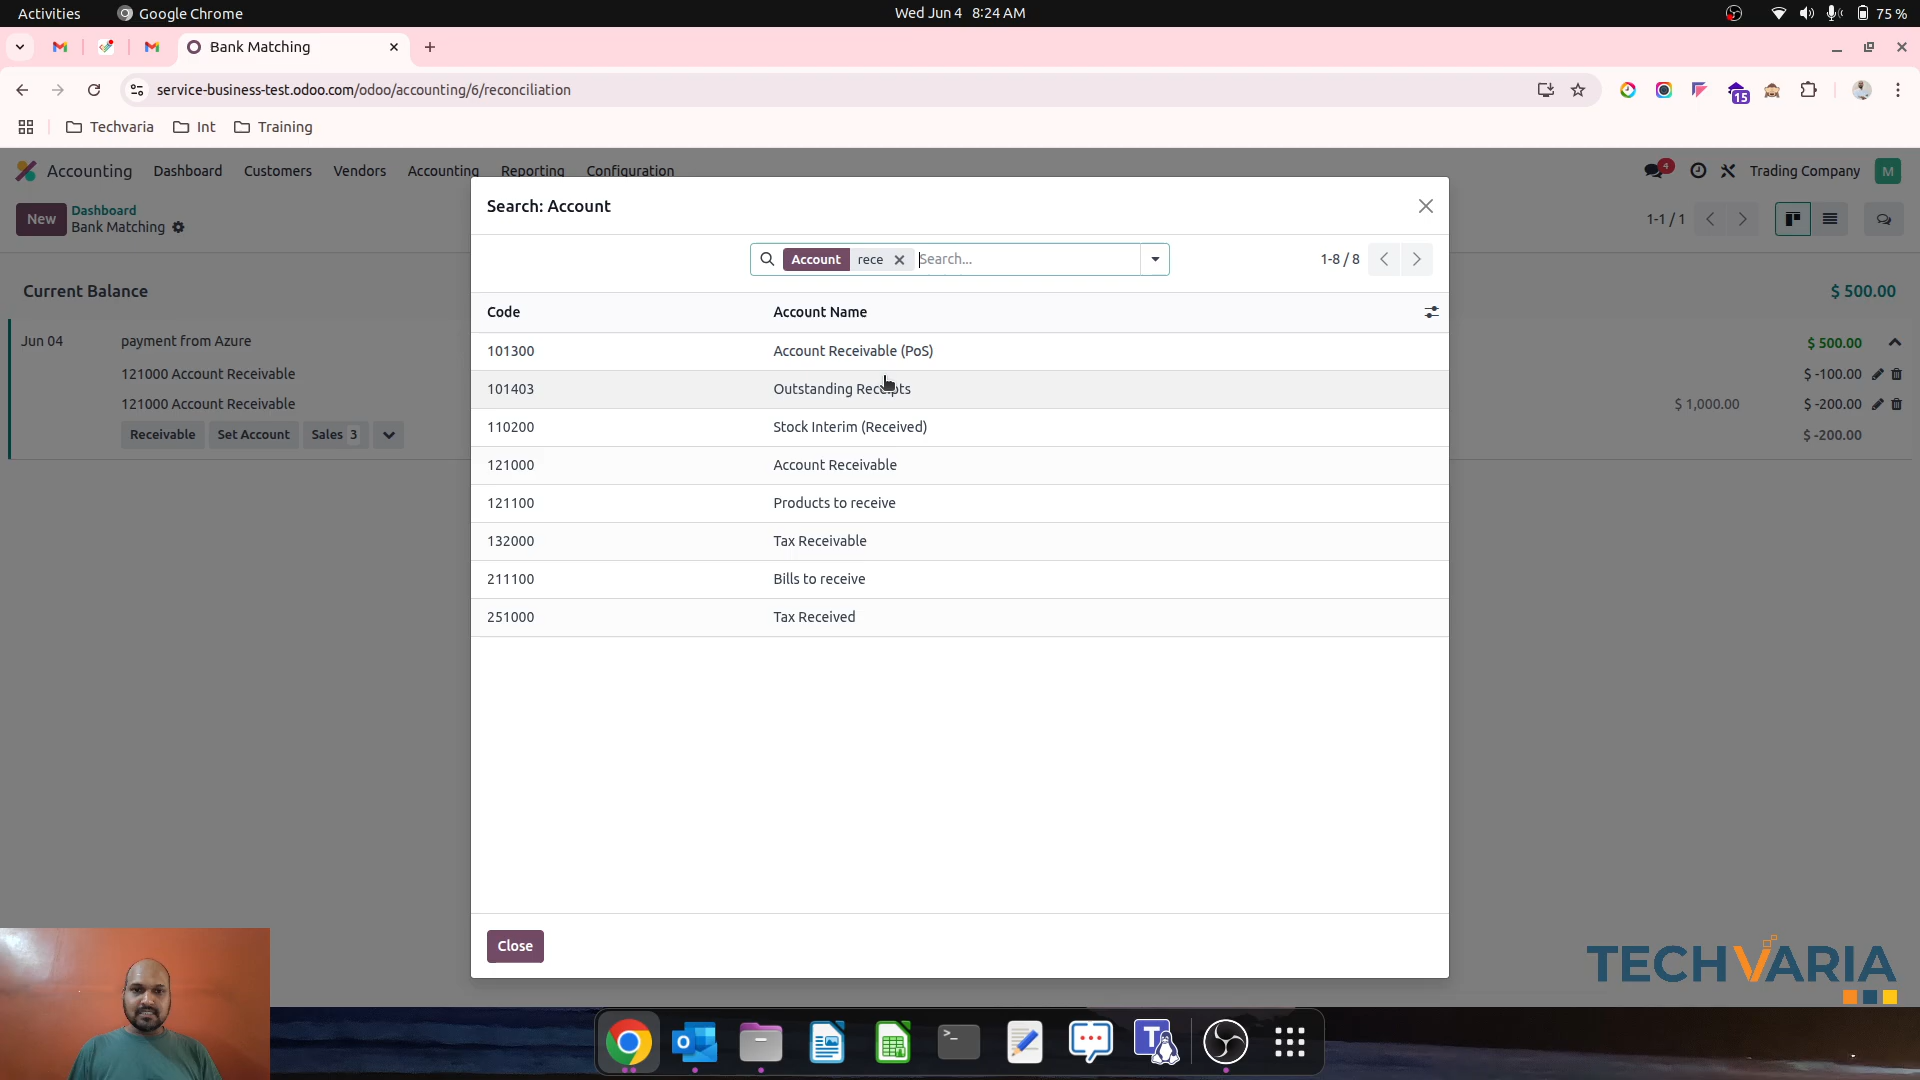 Activities Google Chrome Wed Jun 4 8:24 AM 75 %
Bank Matching
service-business-test.odoo.com/odoo/accounting/6/reconciliation 15
Techvaria Int Training
Accounting Dashboard Customers Vendors Accounting Reporting Configuration 4 Trading Company M
New Dashboard
Bank Matching 1-1 / 1
Search: Account
Account rece Search... 1-8 / 8
Current Balance $ 500.00
Code Account Name
Jun 04 payment from Azure $ 500.00
101300 Account Receivable (PoS)
121000 Account Receivable $ -100.00
101403 Outstanding Receipts
121000 Account Receivable $ 1,000.00 $ -200.00
110200 Stock Interim (Received)
Receivable Set Account Sales 3 $ -200.00
121000 Account Receivable
121100 Products to receive
132000 Tax Receivable
211100 Bills to receive
251000 Tax Received
Close
TECHVARIA